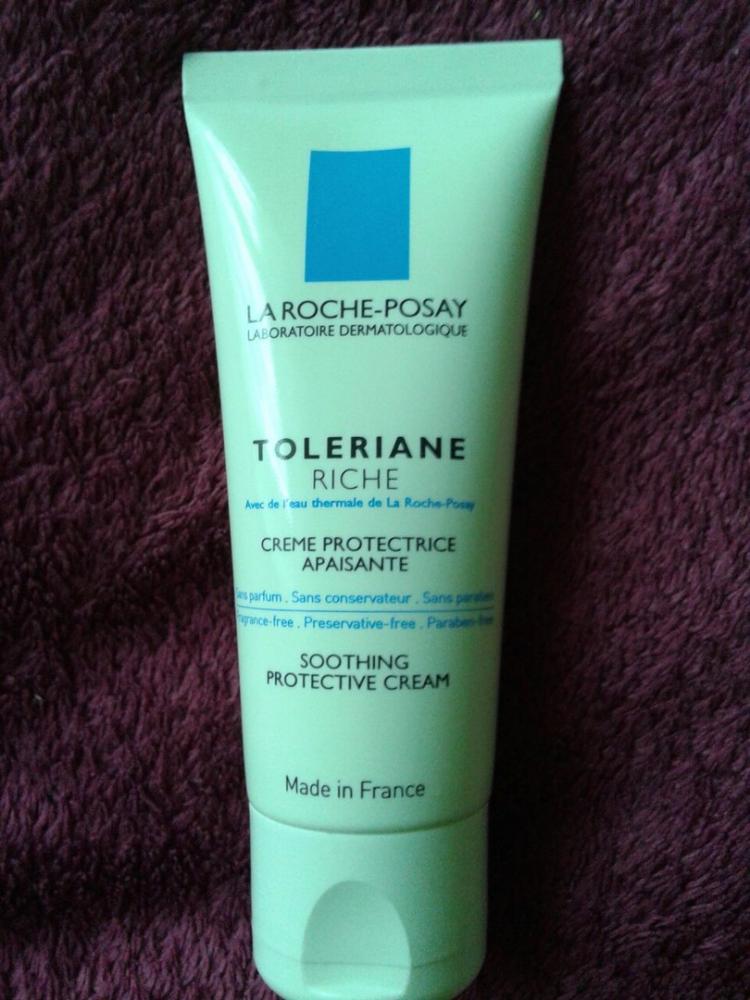 LA ROCHE-POSAY
LABORATOIRE DERMATOLOGIQUE
TOLERIANE
RICHE
Avec de l'eau thermale de La Roche-Posay
CREME PROTECTRICE
APAISANTE
Sans parfum . Sans conservateur . Sans paraben
Fragrance-free . Preservative-free . Paraben-free
SOOTHING
PROTECTIVE CREAM
Made in France